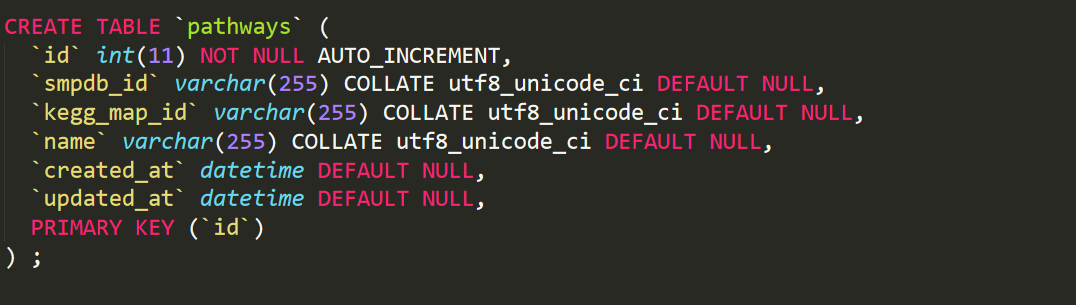 CREATE TABLE `pathways` (
`id` int(11) NOT NULL AUTO_INCREMENT,
`smpdb_id` varchar(255) COLLATE utf8_unicode_ci DEFAULT NULL,
`kegg_map_id` varchar(255) COLLATE utf8_unicode_ci DEFAULT NULL,
`name` varchar(255) COLLATE utf8_unicode_ci DEFAULT NULL,
`created_at` datetime DEFAULT NULL,
`updated_at` datetime DEFAULT NULL,
PRIMARY KEY (`id`)
) ;